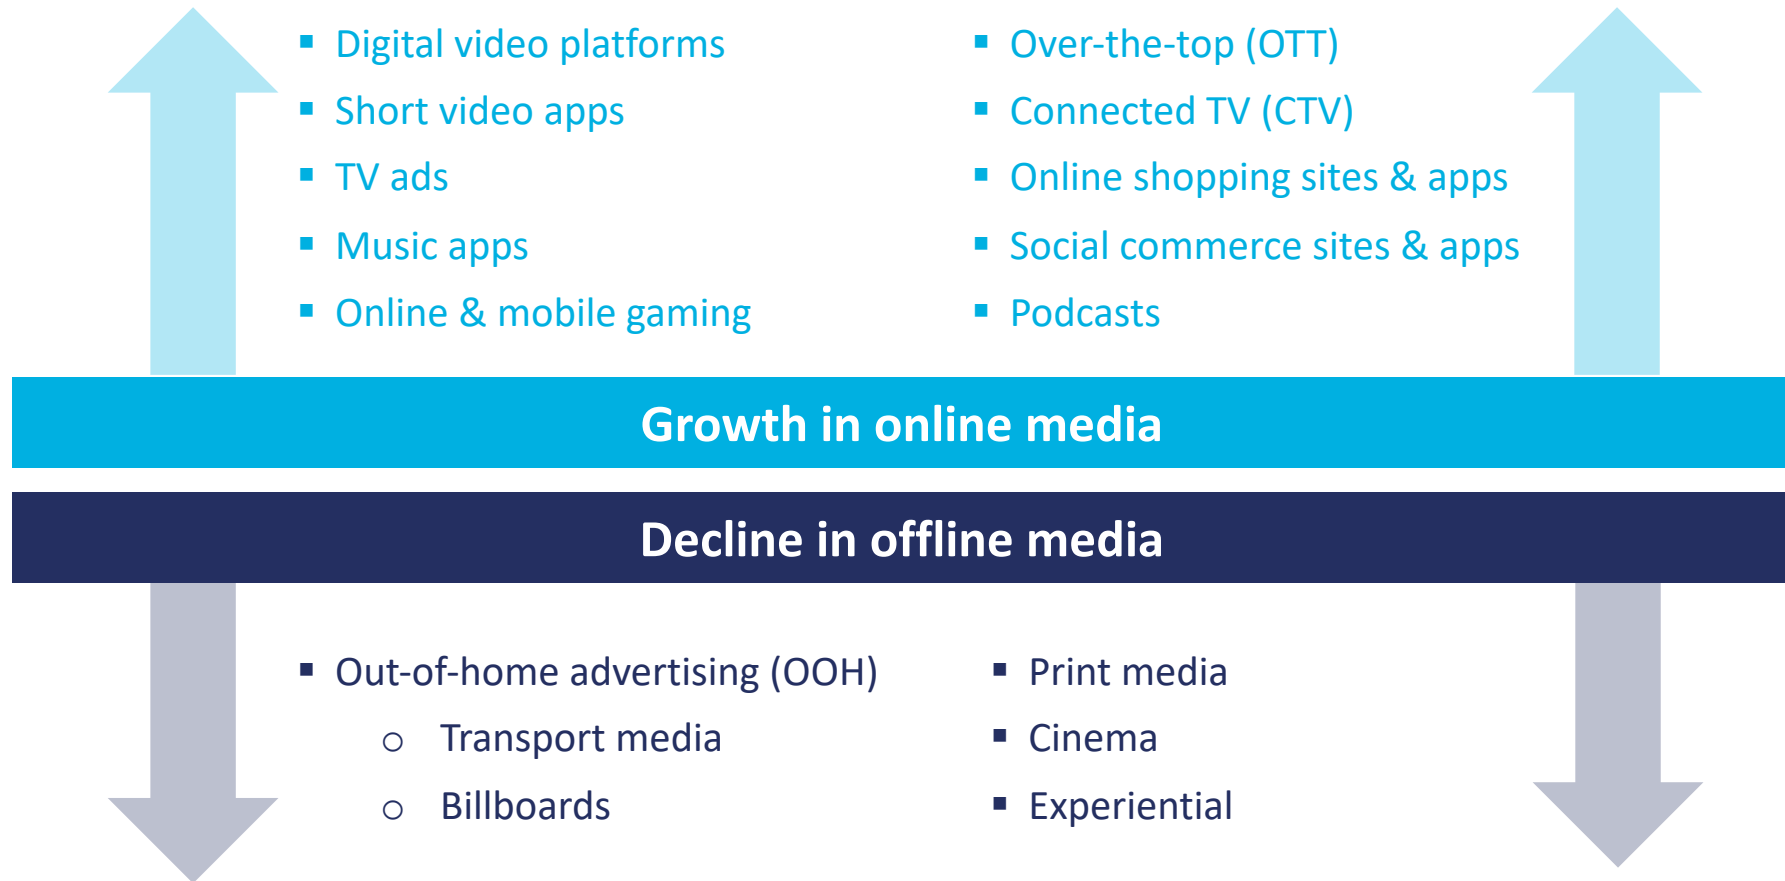 ▪ Digital video platforms
▪ Short video apps
▪ TV ads
▪ Music apps
▪ Online & mobile gaming
▪ Over-the-top (OTT)
▪ Connected TV (CTV)
▪ Online shopping sites & apps
▪ Social commerce sites & apps
▪ Podcasts
Growth in online media
Decline in offline media
▪ Out-of-home advertising (OOH)
o Transport media
o Billboards
▪ Print media
▪ Cinema
▪ Experiential